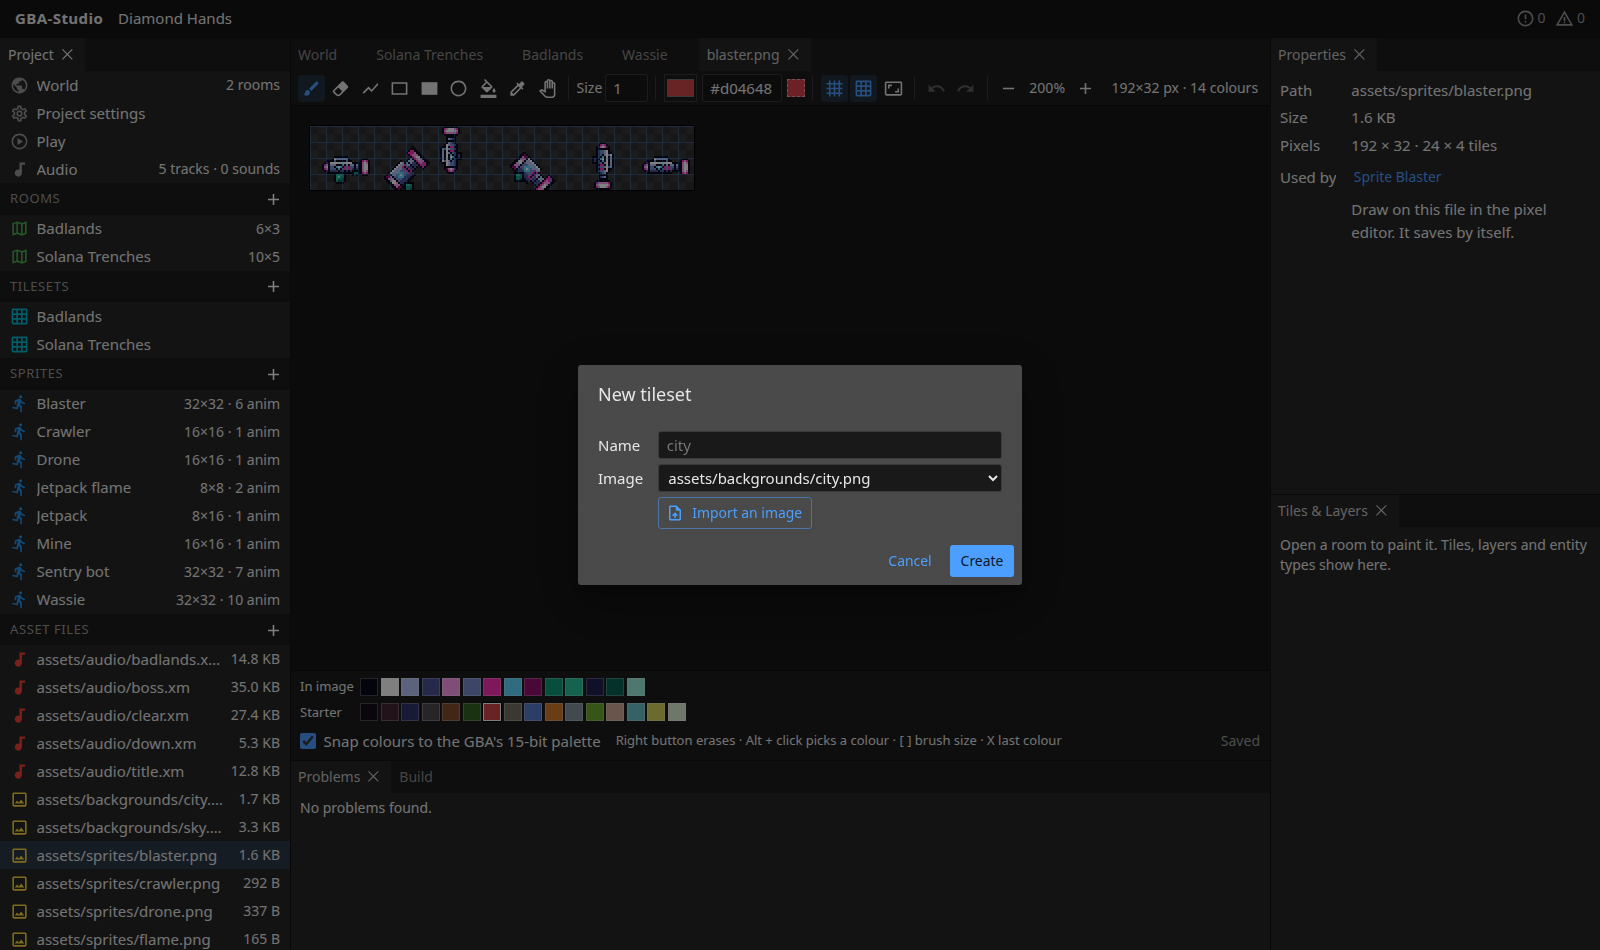 GBA-Studio Diamond Hands 0 0
Project World Solana Trenches Badlands Wassie blaster.png Properties
World 2 rooms
Project settings
Play
Audio 5 tracks · 0 sounds
ROOMS
Badlands 6×3
Solana Trenches 10×5
TILESETS
Badlands
Solana Trenches
SPRITES
Blaster 32×32 · 6 anim
Crawler 16×16 · 1 anim
Drone 16×16 · 1 anim
Jetpack flame 8×8 · 2 anim
Jetpack 8×16 · 1 anim
Mine 16×16 · 1 anim
Sentry bot 32×32 · 7 anim
Wassie 32×32 · 10 anim
ASSET FILES
assets/audio/badlands.x... 14.8 KB
assets/audio/boss.xm 35.0 KB
assets/audio/clear.xm 27.4 KB
assets/audio/down.xm 5.3 KB
assets/audio/title.xm 12.8 KB
assets/backgrounds/city.... 1.7 KB
assets/backgrounds/sky.... 3.3 KB
assets/sprites/blaster.png 1.6 KB
assets/sprites/crawler.png 292 B
assets/sprites/drone.png 337 B
assets/sprites/flame.png 165 B
Size 1 #d04648 200% 192×32 px · 14 colours
New tileset
Name city
Image assets/backgrounds/city.png
Import an image
Cancel Create
In image
Starter
Snap colours to the GBA's 15-bit palette Right button erases · Alt + click picks a colour · [ ] brush size · X last colour Saved
Problems Build
No problems found.
Path assets/sprites/blaster.png
Size 1.6 KB
Pixels 192 × 32 · 24 × 4 tiles
Used by Sprite Blaster
Draw on this file in the pixel
editor. It saves by itself.
Tiles & Layers
Open a room to paint it. Tiles, layers and entity
types show here.